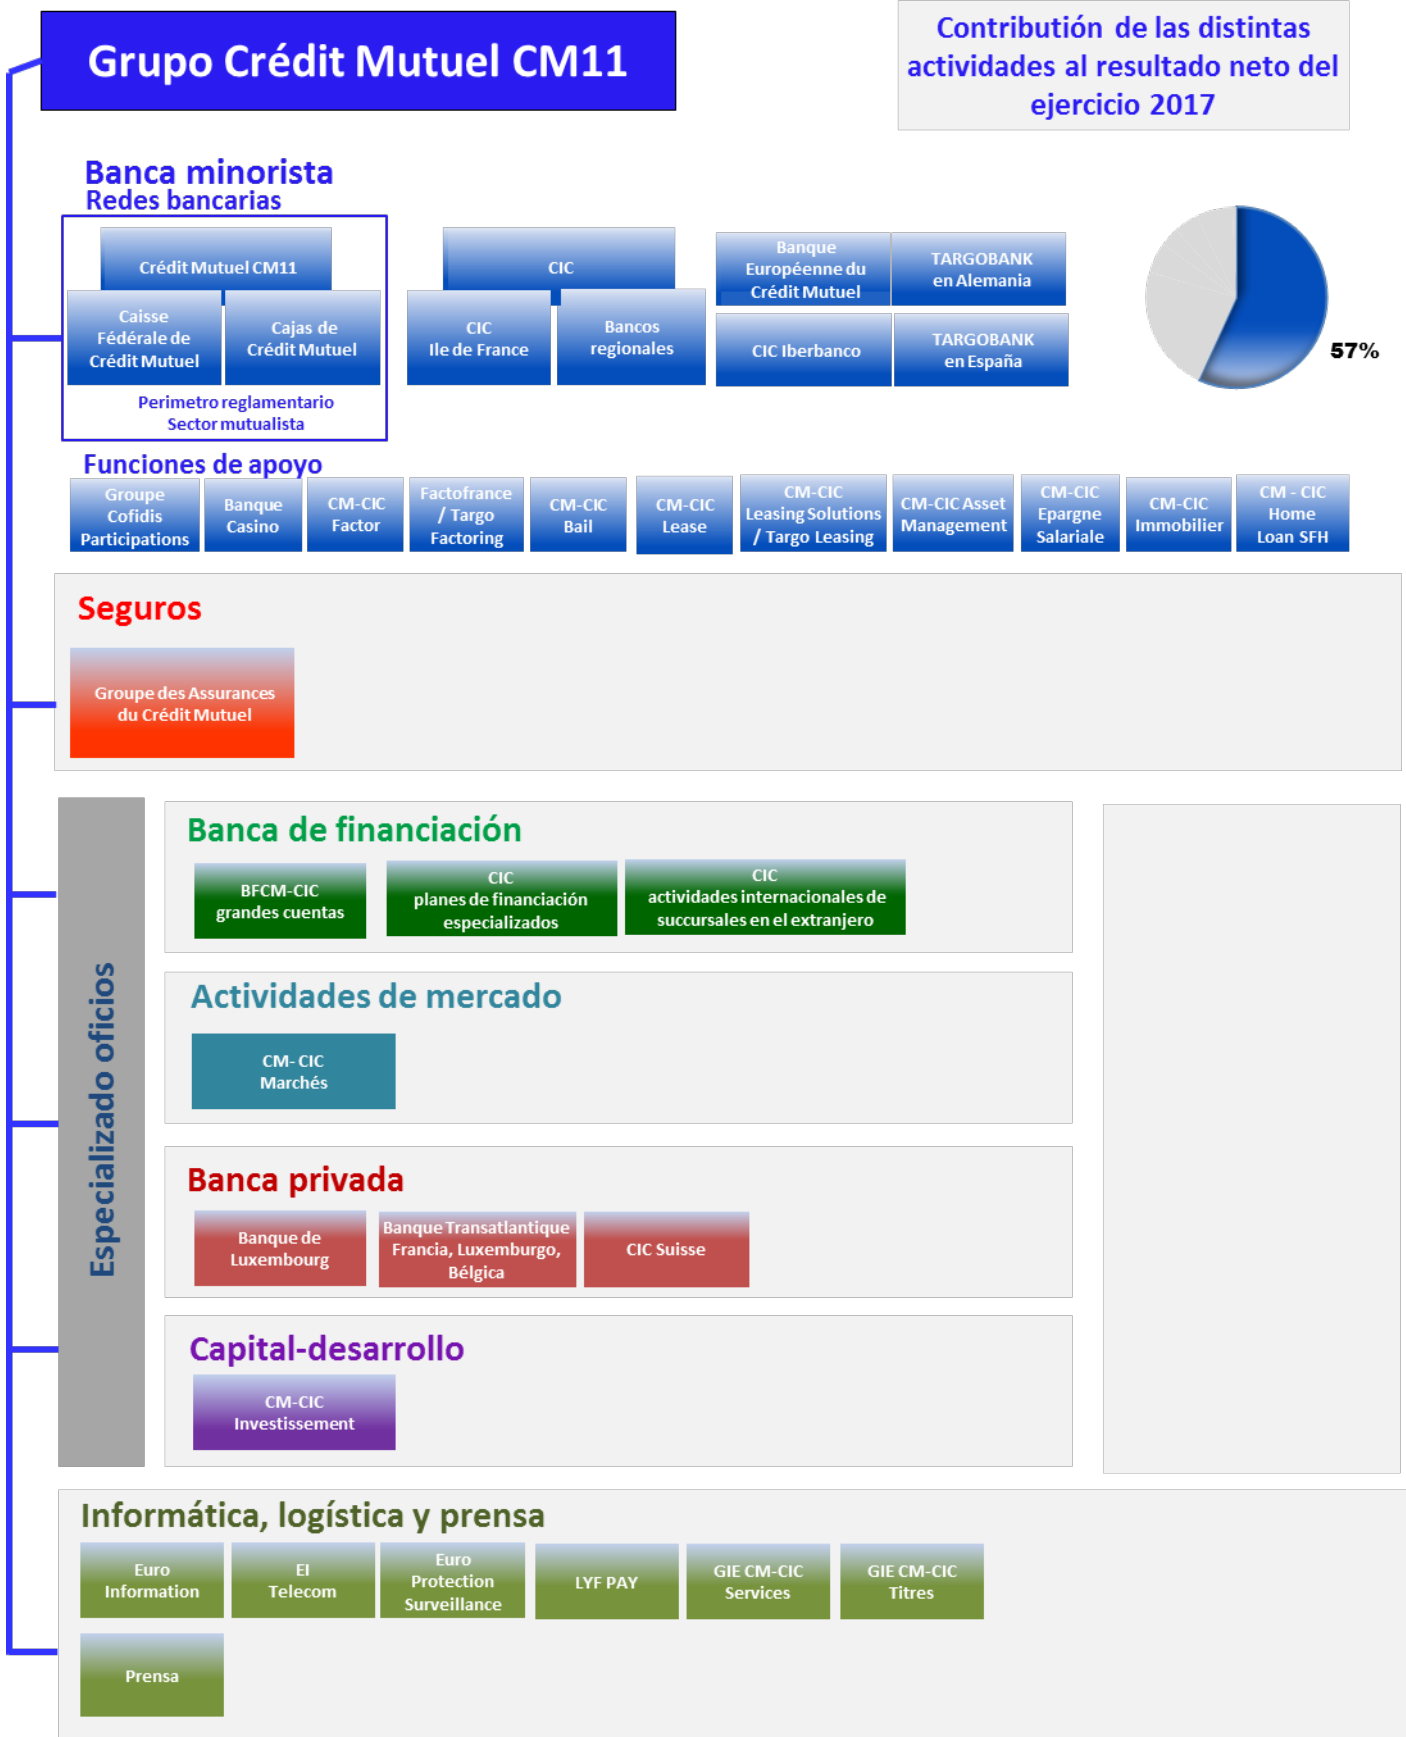 Grupo Crédit Mutuel CM11
Contributión de las distintas
actividades al resultado neto del
ejercicio 2017
Banca minorista
Redes bancarias
Crédit Mutuel CM11
Caisse
Fédérale de
Crédit Mutuel
Cajas de
Crédit Mutuel
Perimetro reglamentario
Sector mutualista
CIC
CIC
Ile de France
Bancos
regionales
Banque
Européenne du
Crédit Mutuel
TARGOBANK
en Alemania
CIC Iberbanco
TARGOBANK
en España
57%
Funciones de apoyo
Groupe
Cofidis
Participations
Banque
Casino
CM-CIC
Factor
Factofrance
/ Targo
Factoring
CM-CIC
Bail
CM-CIC
Lease
CM-CIC
Leasing Solutions
/ Targo Leasing
CM-CIC Asset
Management
CM-CIC
Epargne
Salariale
CM-CIC
Immobilier
CM - CIC
Home
Loan SFH
Seguros
Groupe des Assurances
du Crédit Mutuel
Especializado oficios
Banca de financiación
BFCM-CIC
grandes cuentas
CIC
planes de financiación
especializados
CIC
actividades internacionales de
succursales en el extranjero
Actividades de mercado
CM- CIC
Marchés
Banca privada
Banque de
Luxembourg
Banque Transatlantique
Francia, Luxemburgo,
Bélgica
CIC Suisse
Capital-desarrollo
CM-CIC
Investissement
Informática, logística y prensa
Euro
Information
EI
Telecom
Euro
Protection
Surveillance
LYF PAY
GIE CM-CIC
Services
GIE CM-CIC
Titres
Prensa